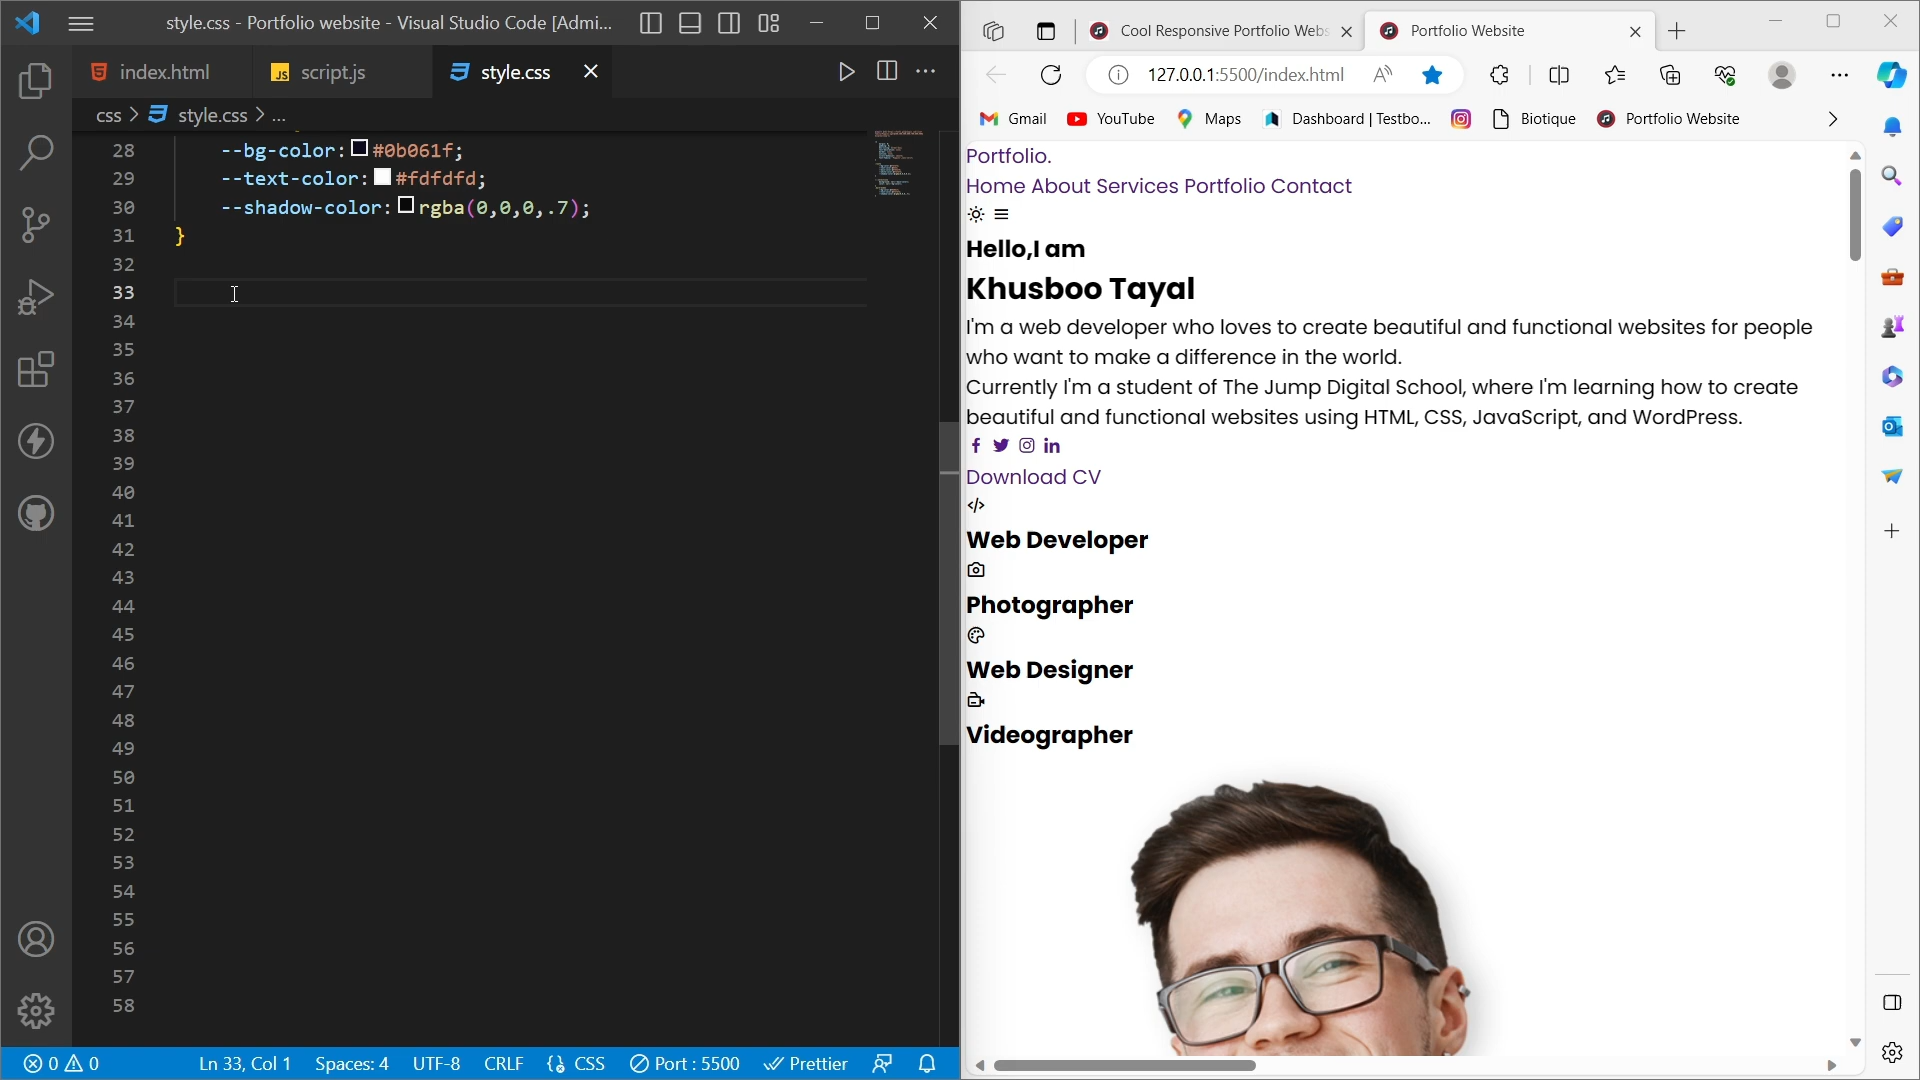 style.css - Portfolio website - Visual Studio Code [Admi...
index.html
script.js
style.css
css > style.css > ...
28 --bg-color: #0b061f;
29 --text-color: #fdfdfd;
30 --shadow-color: rgba(0,0,0,.7);
31 }
32
33
34
35
36
37
38
39
40
41
42
43
44
45
46
47
48
49
50
51
52
53
54
55
56
57
58
0 0
Ln 33, Col 1
Spaces: 4
UTF-8
CRLF
{} CSS
Port : 5500
Prettier
Cool Responsive Portfolio Webs
Portfolio Website
127.0.0.1:5500/index.html
Gmail
YouTube
Maps
Dashboard | Testbo...
Biotique
Portfolio Website
Portfolio.
Home About Services Portfolio Contact
Hello,I am
Khusboo Tayal
I'm a web developer who loves to create beautiful and functional websites for people
who want to make a difference in the world.
Currently I'm a student of The Jump Digital School, where I'm learning how to create
beautiful and functional websites using HTML, CSS, JavaScript, and WordPress.
Download CV
Web Developer
Photographer
Web Designer
Videographer